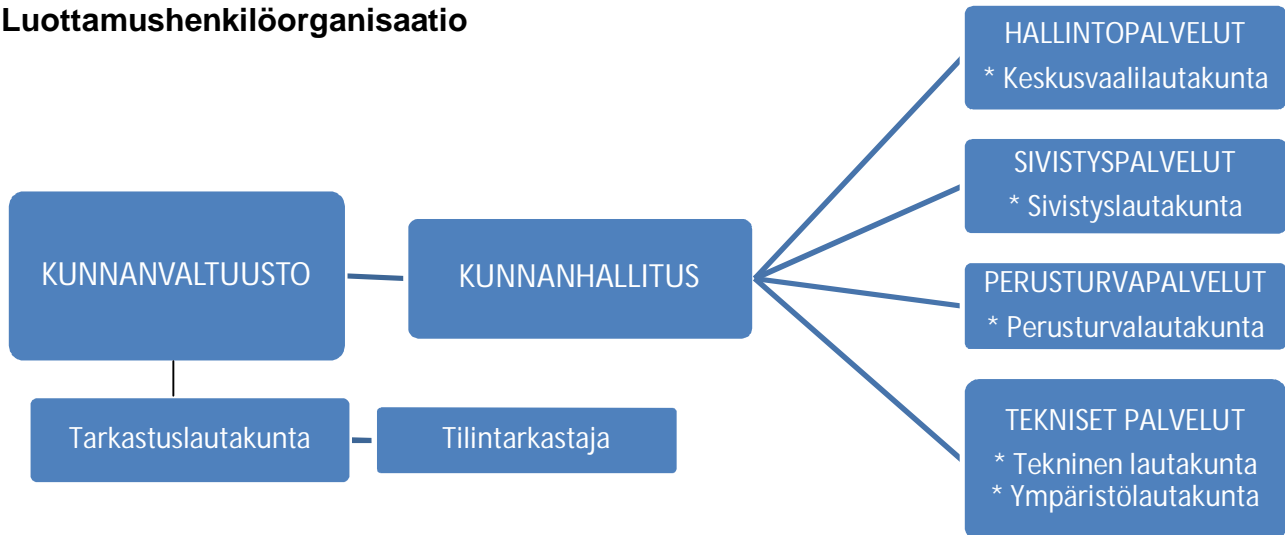 Luottamushenkilöorganisaatio
KUNNANVALTUUSTO
KUNNANHALLITUS
HALLINTOPALVELUT
* Keskusvaalilautakunta
SIVISTYSPALVELUT
* Sivistyslautakunta
PERUSTURVAPALVELUT
* Perusturvalautakunta
TEKNISET PALVELUT
* Tekninen lautakunta
* Ympäristölautakunta
Tarkastuslautakunta
Tilintarkastaja